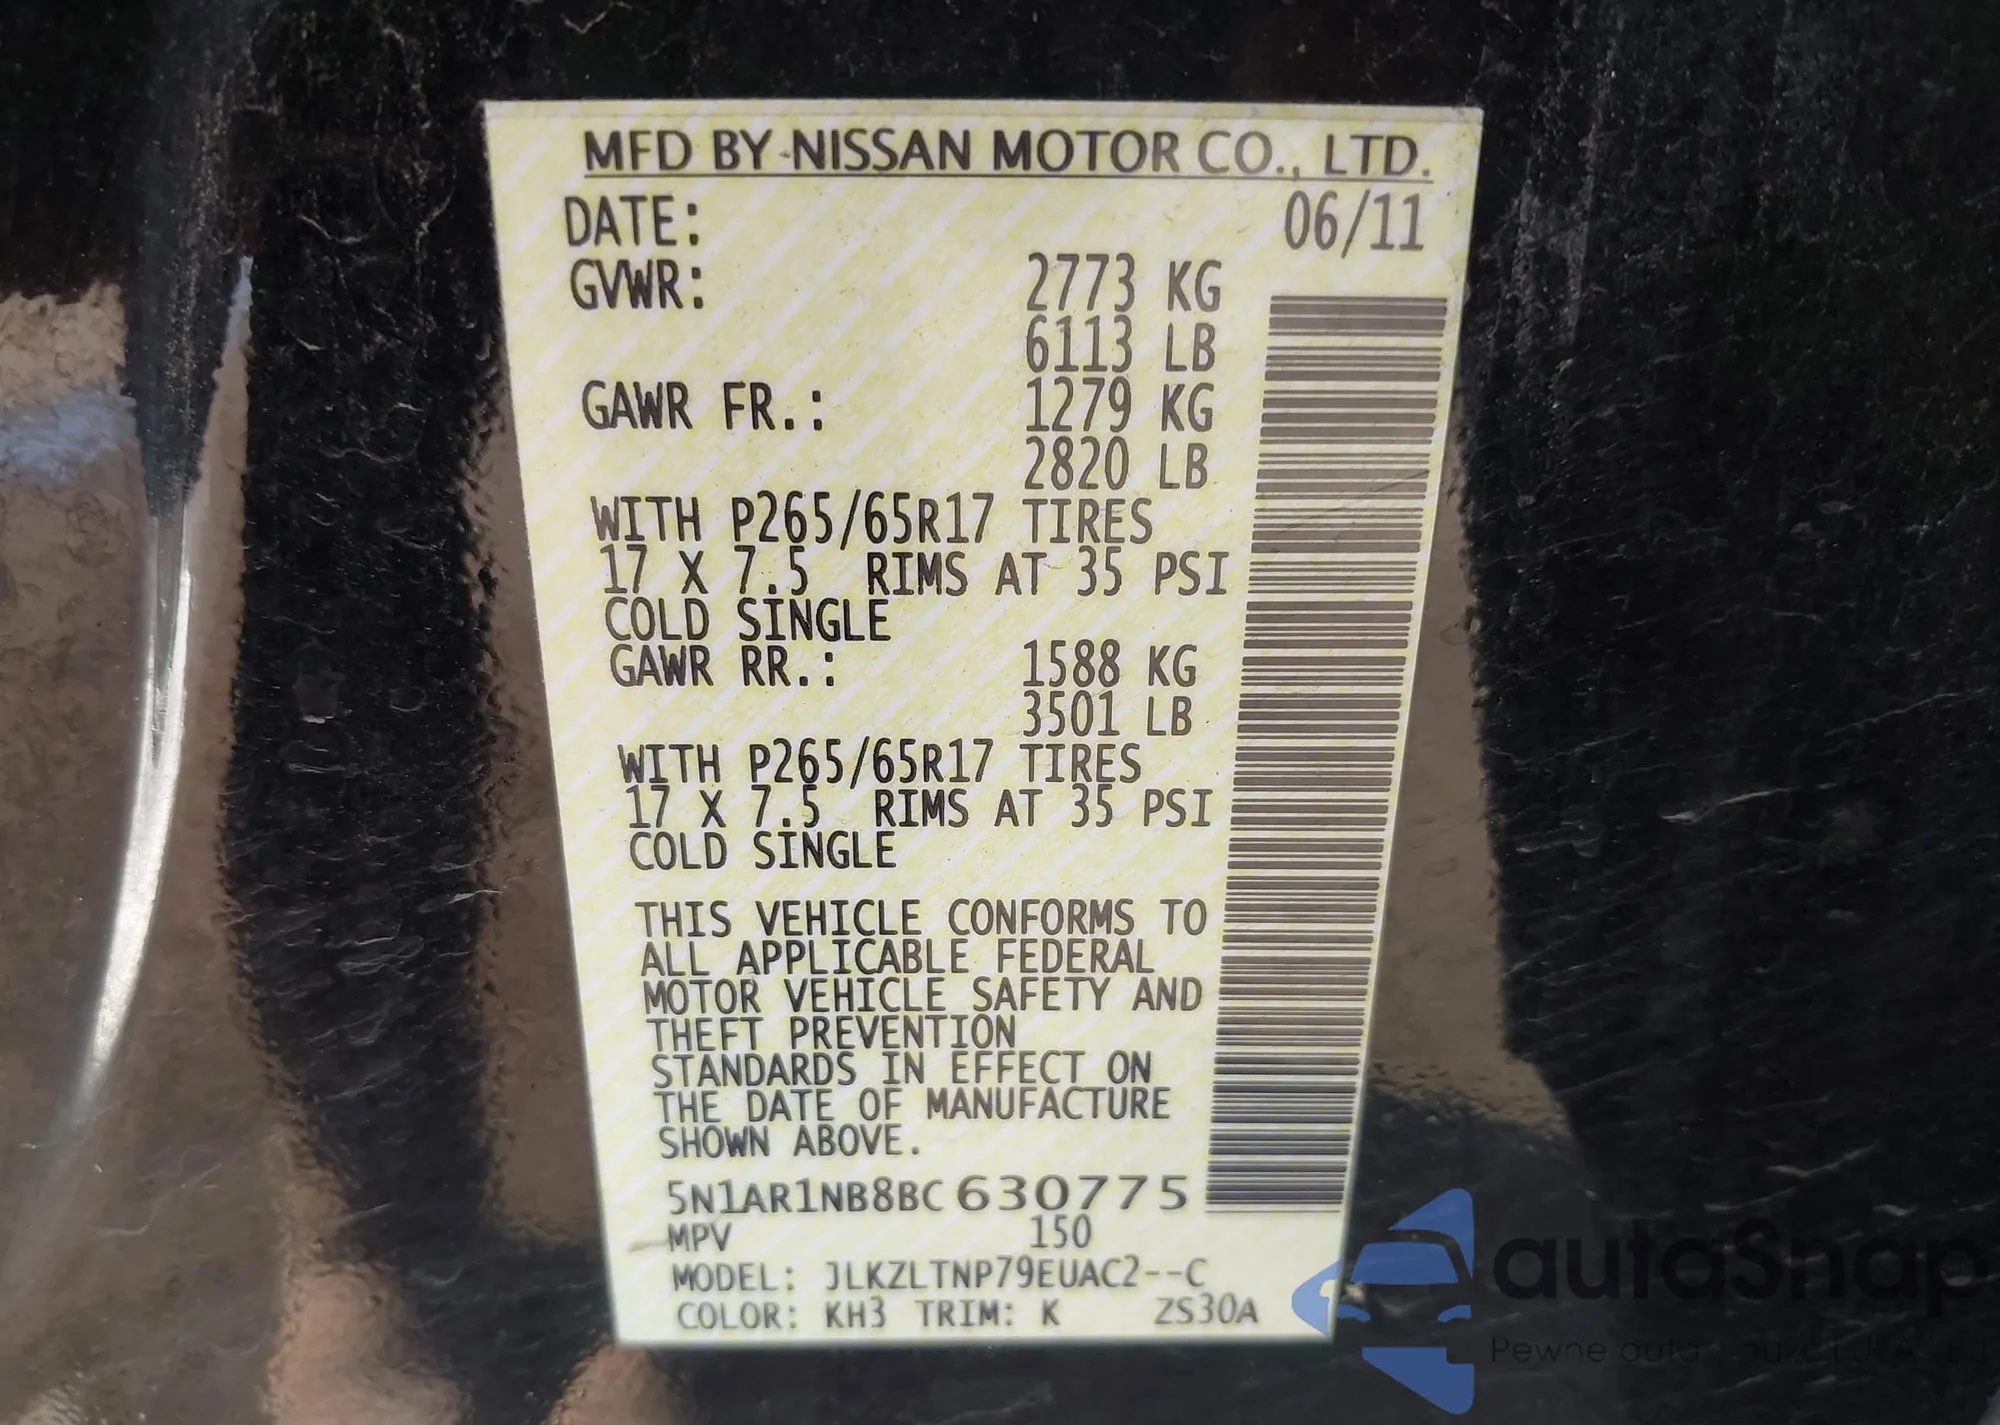 MFD BY NISSAN MOTOR CO., LTD.
DATE: 06/11
GVWR: 2773 KG
6113 LB
GAWR FR.: 1279 KG
2820 LB
WITH P265/65R17 TIRES
17 X 7.5 RIMS AT 35 PSI
COLD SINGLE
GAWR RR.: 1588 KG
3501 LB
WITH P265/65R17 TIRES
17 X 7.5 RIMS AT 35 PSI
COLD SINGLE
THIS VEHICLE CONFORMS TO
ALL APPLICABLE FEDERAL
MOTOR VEHICLE SAFETY AND
THEFT PREVENTION
STANDARDS IN EFFECT ON
THE DATE OF MANUFACTURE
SHOWN ABOVE.
5N1AR1NB8BC630775
MPV 150
MODEL: JLKZLTNP79EUAC2--C
COLOR: KH3 TRIM: K ZS30A
autaSnap
Pewne auta